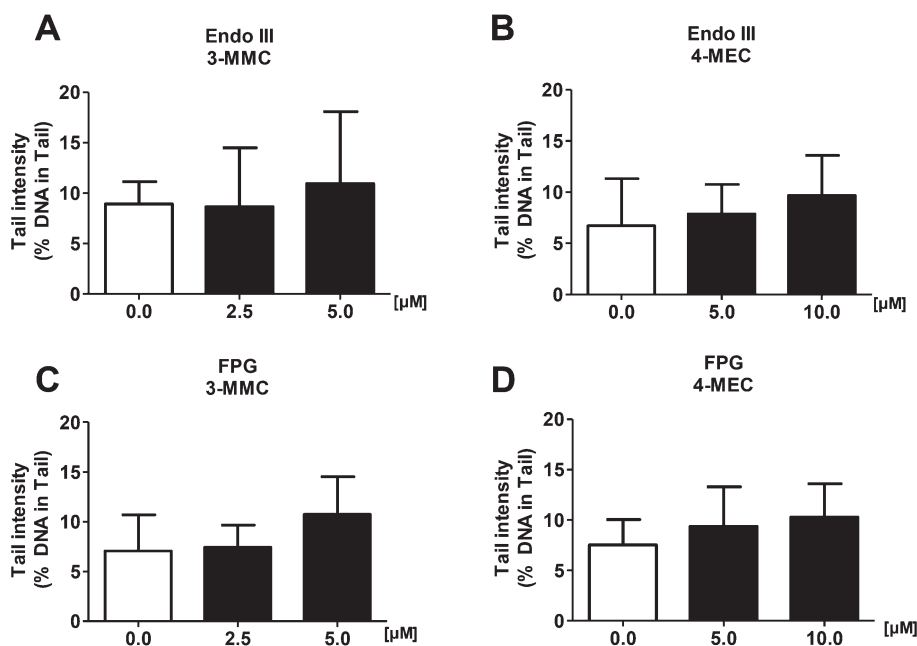 A
Endo III
3-MMC
Tail intensity
(% DNA in Tail)
20
15
10
5
0
0.0 2.5 5.0 [µM]
B
Endo III
4-MEC
Tail intensity
(% DNA in Tail)
20
15
10
5
0
0.0 5.0 10.0 [µM]
C
FPG
3-MMC
Tail intensity
(% DNA in Tail)
20
15
10
5
0
0.0 2.5 5.0 [µM]
D
FPG
4-MEC
Tail intensity
(% DNA in Tail)
20
15
10
5
0
0.0 5.0 10.0 [µM]